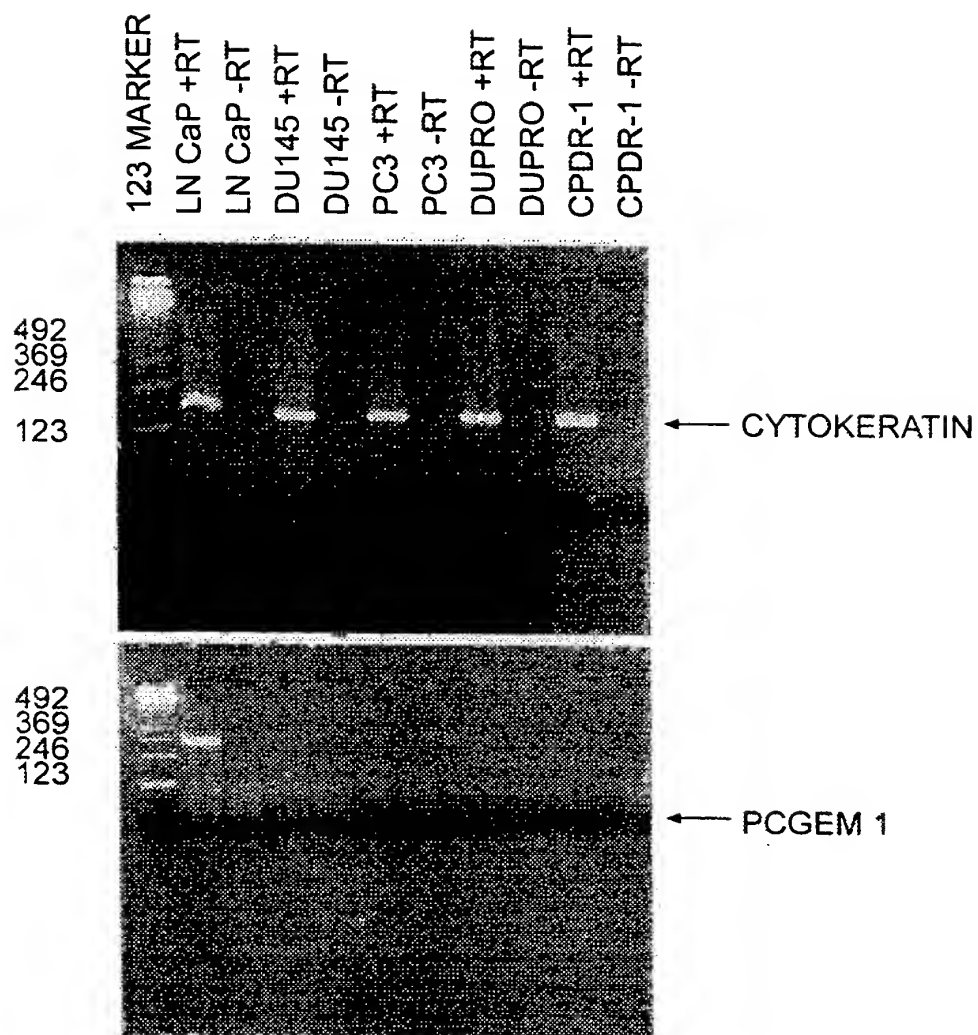 123 MARKER
LN CaP +RT
LN CaP -RT
DU145 +RT
DU145 -RT
PC3 +RT
PC3 -RT
DUPRO +RT
DUPRO -RT
CPDR-1 +RT
CPDR-1 -RT
492
369
246
123
CYTOKERATIN
492
369
246
123
PCGEM 1